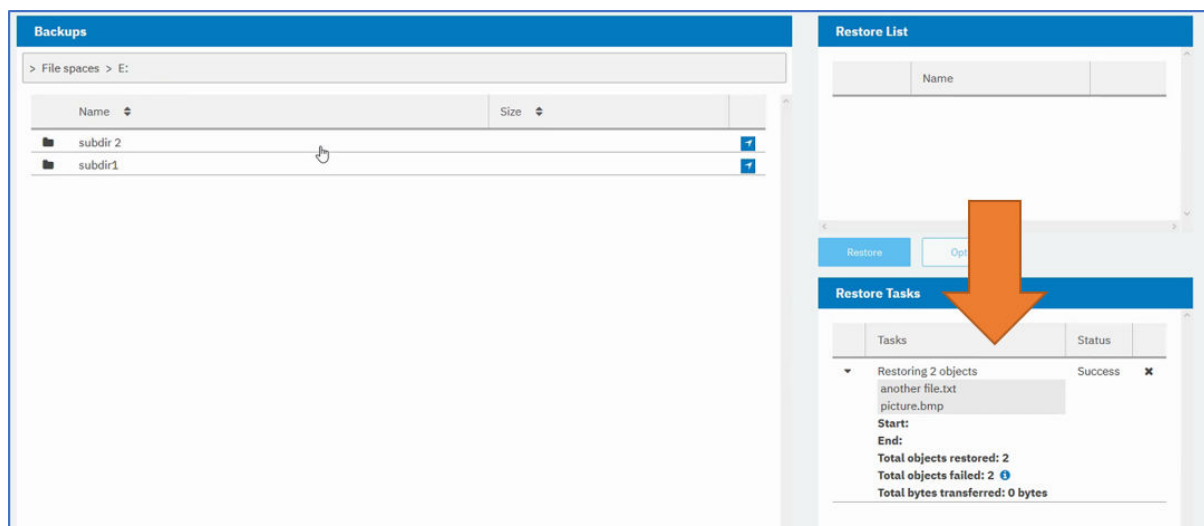 Backups
> File spaces > E:
Name Size
subdir 2
subdir1
Restore List
Name
Restore
Restore Tasks
Tasks Status
Restoring 2 objects Success
another file.txt
picture.bmp
Start:
End:
Total objects restored: 2
Total objects failed: 2
Total bytes transferred: 0 bytes